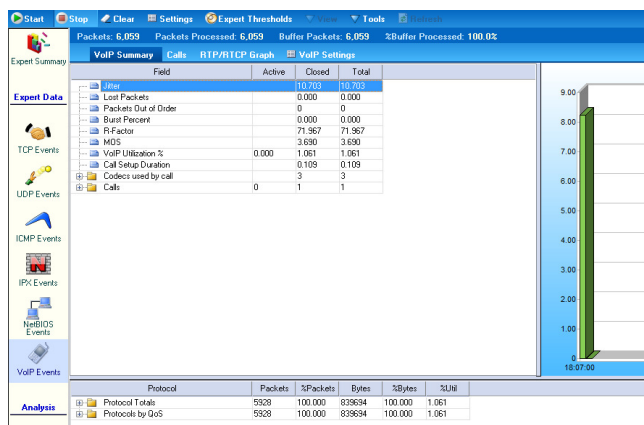 Start Stop Clear Settings Expert Thresholds View Tools Refresh
Packets: 6,059 Packets Processed: 6,059 Buffer Packets: 6,059 %Buffer Processed: 100.0%
VoIP Summary Calls RTP/RTCP Graph VoIP Settings
Expert Summary
Expert Data
TCP Events
UDP Events
ICMP Events
IPX Events
NetBIOS
Events
VoIP Events
Analysis
Field Active Closed Total
Jitter 10.703 10.703
Lost Packets 0.000 0.000
Packets Out of Order 0 0
Burst Percent 0.000 0.000
R-Factor 71.967 71.967
MOS 3.690 3.690
VoIP Utilization % 0.000 1.061 1.061
Call Setup Duration 0.109 0.109
Codecs used by call 3 3
Calls 0 1 1
9.00
8.00
7.00
6.00
5.00
4.00
3.00
2.00
1.00
0
18:07:00
Protocol Packets %Packets Bytes %Bytes %Util
Protocol Totals 5928 100.000 839694 100.000 1.061
Protocols by QoS 5928 100.000 839694 100.000 1.061